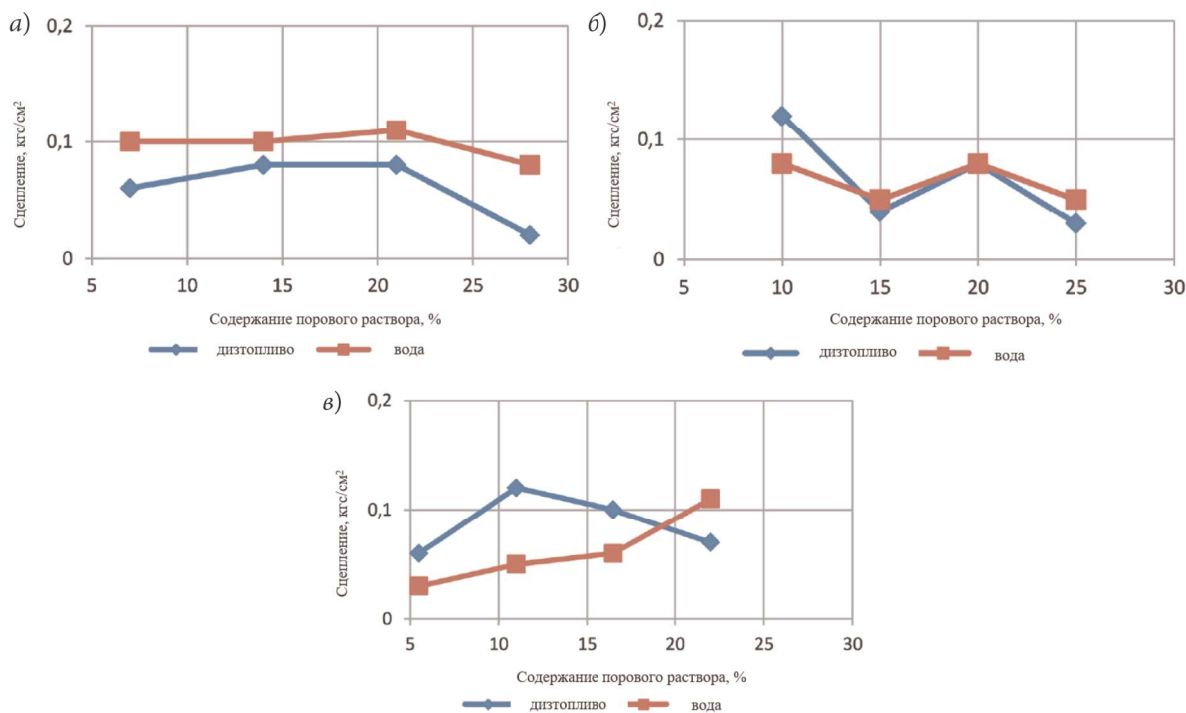 а)
0,2
0,1
0
Сцепление, кгс/см²
5 10 15 20 25 30
Содержание порового раствора, %
дизтопливо вода
б)
0,2
0,1
0
Сцепление, кгс/см²
5 10 15 20 25 30
Содержание порового раствора, %
дизтопливо вода
в)
0,2
0,1
0
Сцепление, кгс/см²
5 10 15 20 25 30
Содержание порового раствора, %
дизтопливо вода